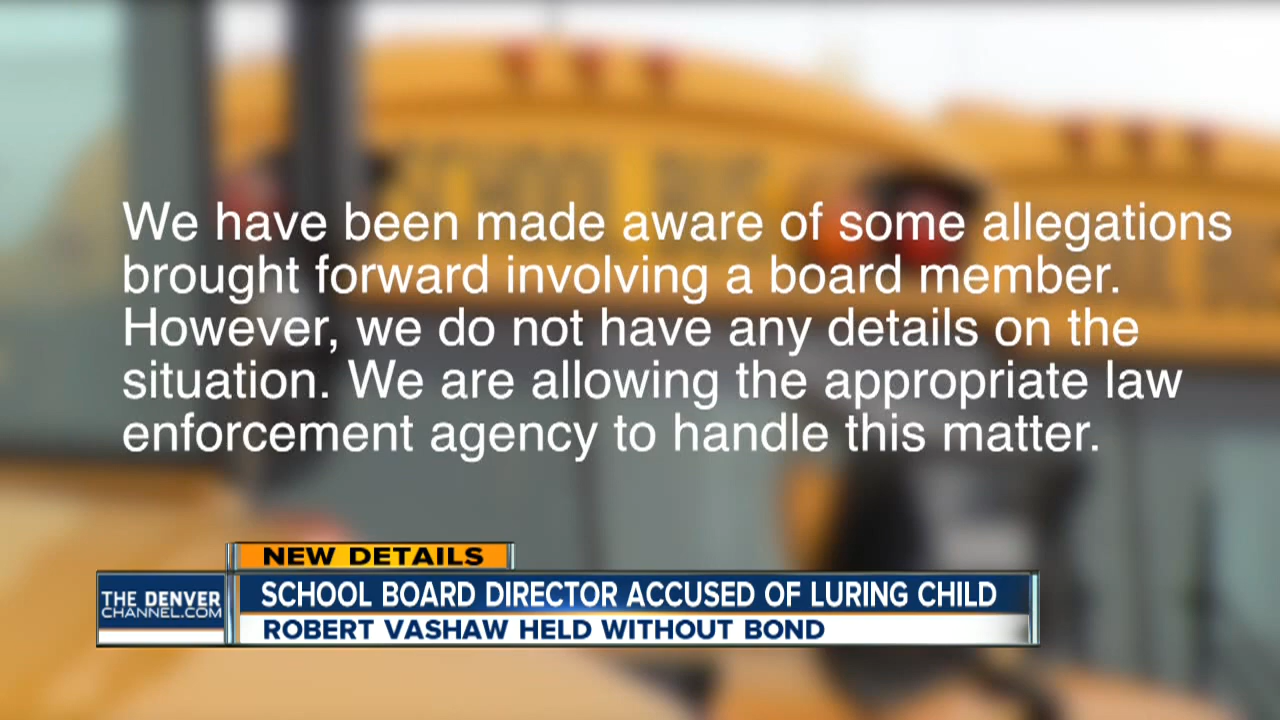 SCHOOL BUS
We have been made aware of some allegations
brought forward involving a board member.
However, we do not have any details on the
situation. We are allowing the appropriate law
enforcement agency to handle this matter.
NEW DETAILS
THE DENVER
CHANNEL.COM
SCHOOL BOARD DIRECTOR ACCUSED OF LURING CHILD
ROBERT VASHAW HELD WITHOUT BOND